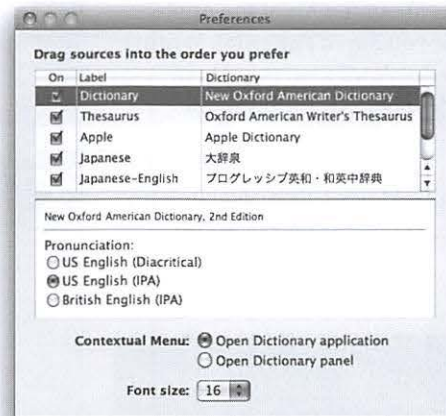 Preferences
Drag sources into the order you prefer
On Label Dictionary
Dictionary New Oxford American Dictionary
Thesaurus Oxford American Writer's Thesaurus
Apple Apple Dictionary
Japanese 大辞泉
Japanese-English プログレッシブ英和・和英中辞典
New Oxford American Dictionary, 2nd Edition
Pronunciation:
US English (Diacritical)
US English (IPA)
British English (IPA)
Contextual Menu: Open Dictionary application
Open Dictionary panel
Font size: 16